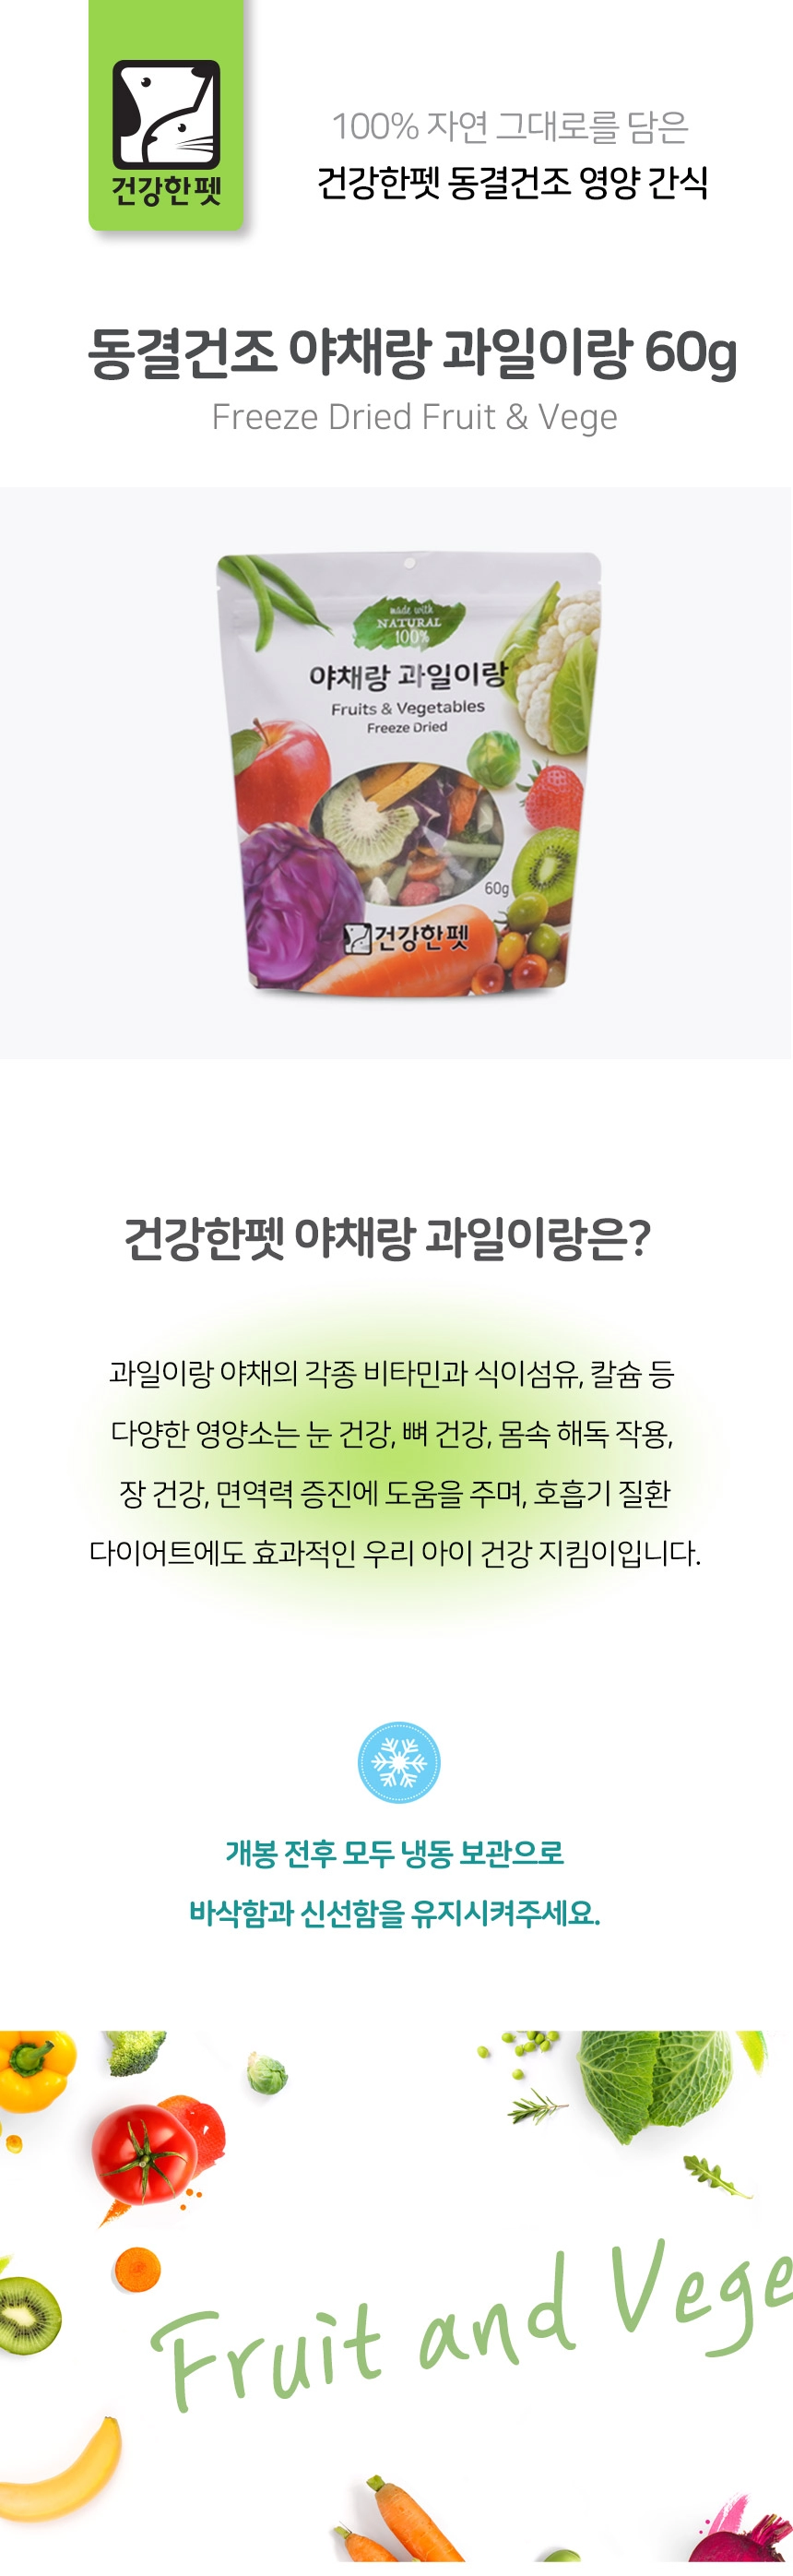 건강한펫
100% 자연 그대로를 담은
건강한펫 동결건조 영양 간식
동결건조 야채랑 과일이랑 60g
Freeze Dried Fruit & Vege
made with
NATURAL
100%
야채랑 과일이랑
Fruits & Vegetables
Freeze Dried
60g
건강한펫
건강한펫 야채랑 과일이랑은?
과일이랑 야채의 각종 비타민과 식이섬유, 칼슘 등
다양한 영양소는 눈 건강, 뼈 건강, 몸속 해독 작용,
장 건강, 면역력 증진에 도움을 주며, 호흡기 질환
다이어트에도 효과적인 우리 아이 건강 지킴이입니다.
개봉 전후 모두 냉동 보관으로
바삭함과 신선함을 유지시켜주세요.
Fruit and Vege